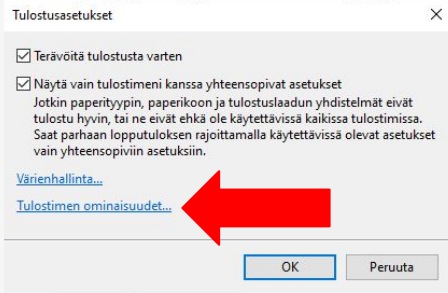 Tulostusasetukset
Terävöitä tulostusta varten
Näytä vain tulostimeni kanssa yhteensopivat asetukset
Jotkin paperityypin, paperikoon ja tulostuslaadun yhdistelmät eivät
tulostu hyvin, tai ne eivät ehkä ole käytettävissä kaikissa tulostimissa.
Saat parhaan lopputuloksen rajoittamalla käytettävissä olevat asetukset
vain yhteensopiviin asetuksiin.
Värienhallinta...
Tulostimen ominaisuudet...
OK Peruuta